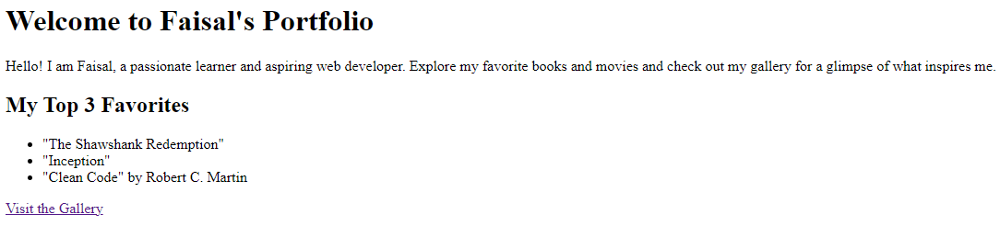 Welcome to Faisal's Portfolio
Hello! I am Faisal, a passionate learner and aspiring web developer. Explore my favorite books and movies and check out my gallery for a glimpse of what inspires me.
My Top 3 Favorites
• "The Shawshank Redemption"
• "Inception"
• "Clean Code" by Robert C. Martin
Visit the Gallery